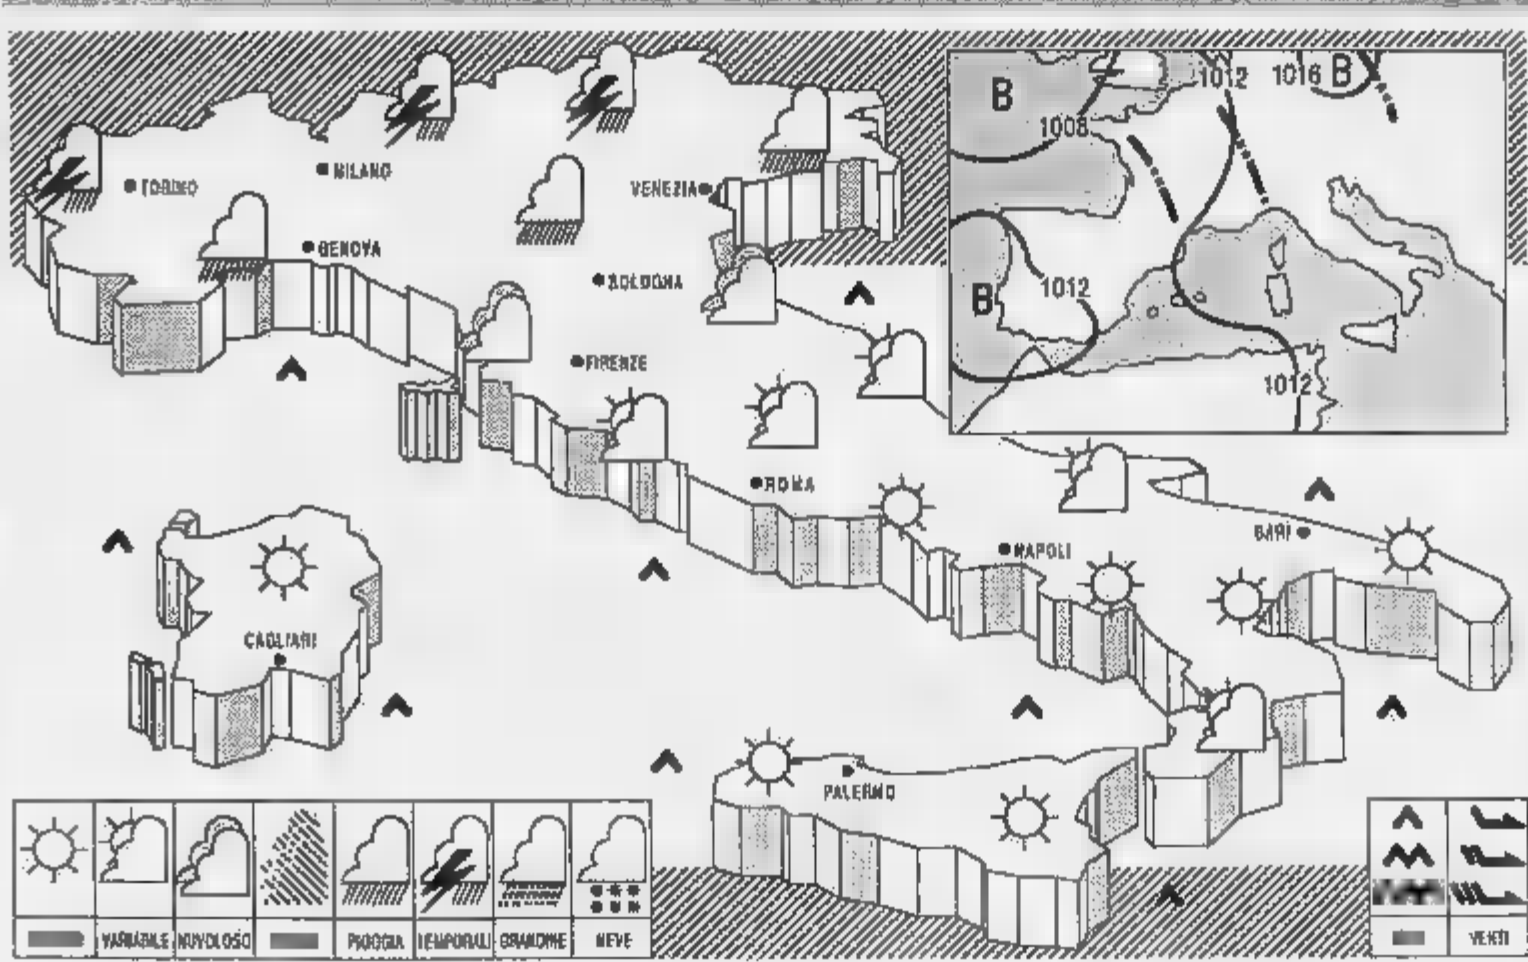 B
1012
1016 B
1008
MILANO
TORINO
VENEZIA
GENOVA
BOLOGNA
B
1012
FIRENZE
1012
ROMA
BARI
NAPOLI
CAGLIARI
PALERMO
VARIABILE
NUVOLOSO
PIOGGIA
TEMPORALI
GRANDINE
NEVE
VENTI